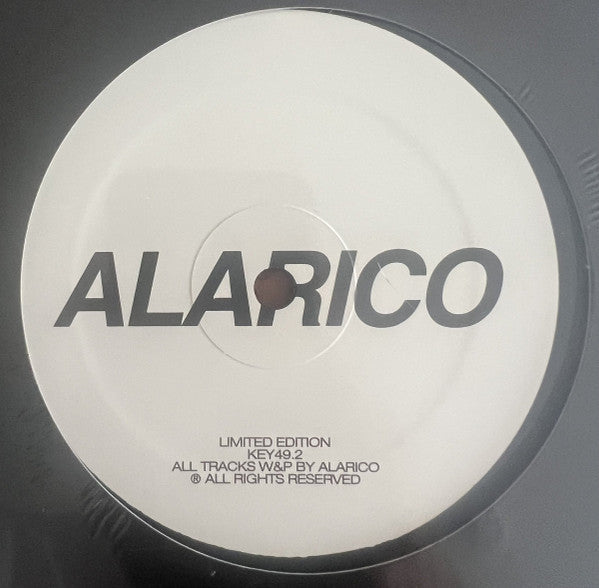 ALARICO
LIMITED EDITION
KEY49.2
ALL TRACKS W&P BY ALARICO
® ALL RIGHTS RESERVED